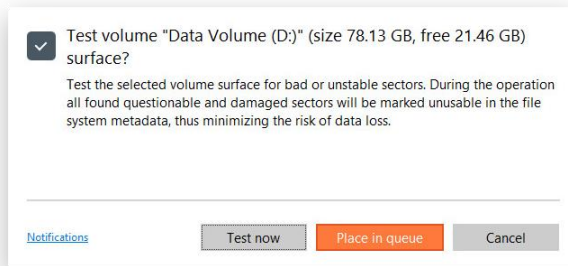 Test volume "Data Volume (D:)" (size 78.13 GB, free 21.46 GB)
surface?
Test the selected volume surface for bad or unstable sectors. During the operation
all found questionable and damaged sectors will be marked unusable in the file
system metadata, thus minimizing the risk of data loss.
Notifications
Test now
Place in queue
Cancel